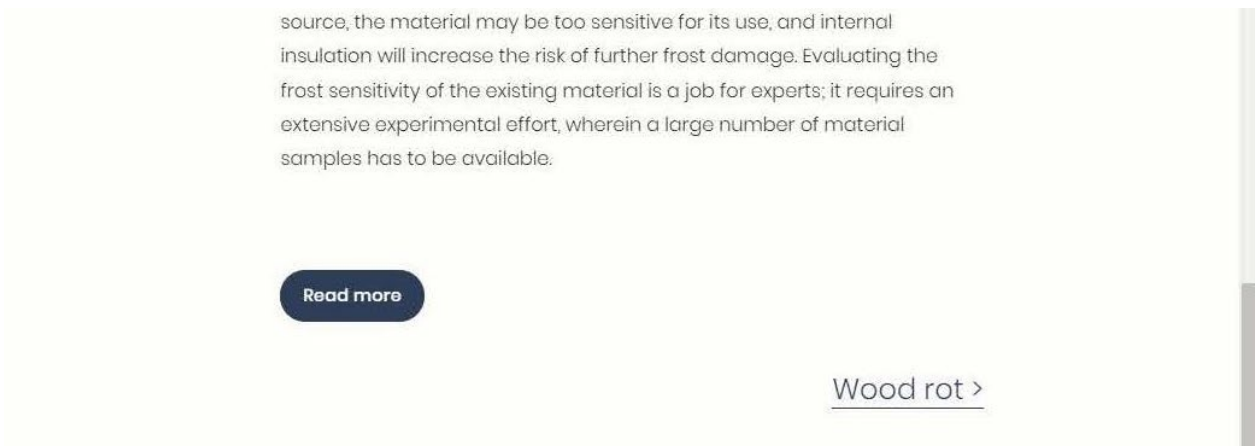 source, the material may be too sensitive for its use, and internal
insulation will increase the risk of further frost damage. Evaluating the
frost sensitivity of the existing material is a job for experts; it requires an
extensive experimental effort, wherein a large number of material
samples has to be available.
Read more
Wood rot >